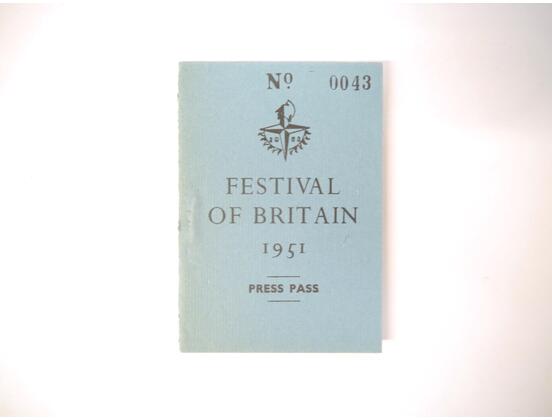 Nº 0043
FESTIVAL
OF BRITAIN
1951
PRESS PASS